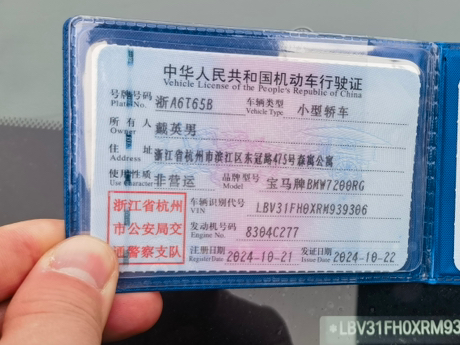 中华人民共和国机动车行驶证
Vehicle License of the People's Republic of China
号牌号码 浙A6T65B 车辆类型 小型轿车
Plate No. Vehicle Type
所有人 戴英男
Owner
住址 浙江省杭州市滨江区东冠路475号森寓公寓
Address
使用性质 非营运 品牌型号 宝马牌BMW7200RG
Use Character Model
浙江省杭州
市公安局交
通警察支队
车辆识别代号 LBV31FH0XRM939306
VIN
发动机号码 8304C277
Engine No.
注册日期 2024-10-21 发证日期 2024-10-22
Register Date Issue Date
LBV31FH0XRM93